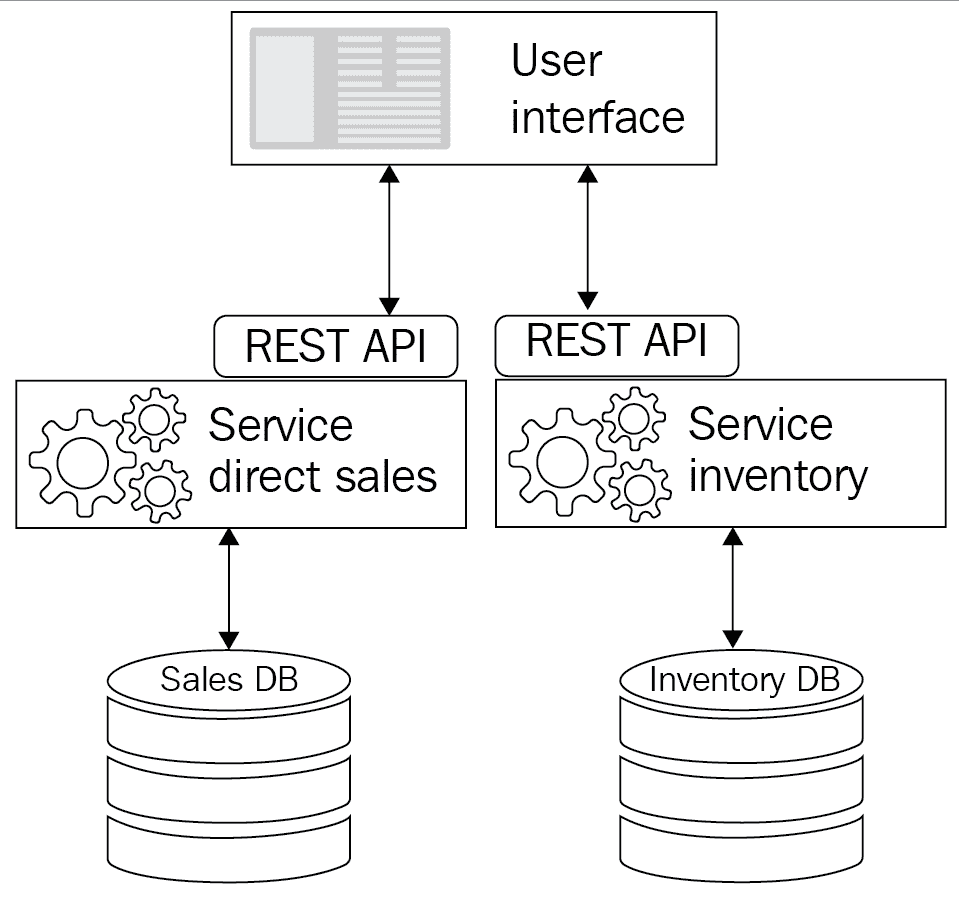 User
interface
REST API
REST API
Service
direct sales
Service
inventory
Sales DB
Inventory DB